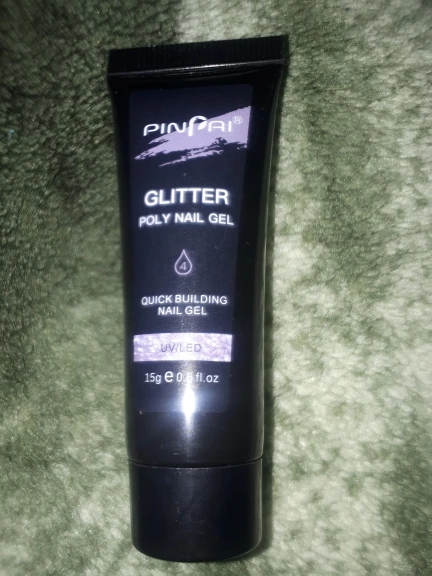 PINPAI®
GLITTER
POLY NAIL GEL
4
QUICK BUILDING
NAIL GEL
UV/LED
15g e 0.5 fl.oz